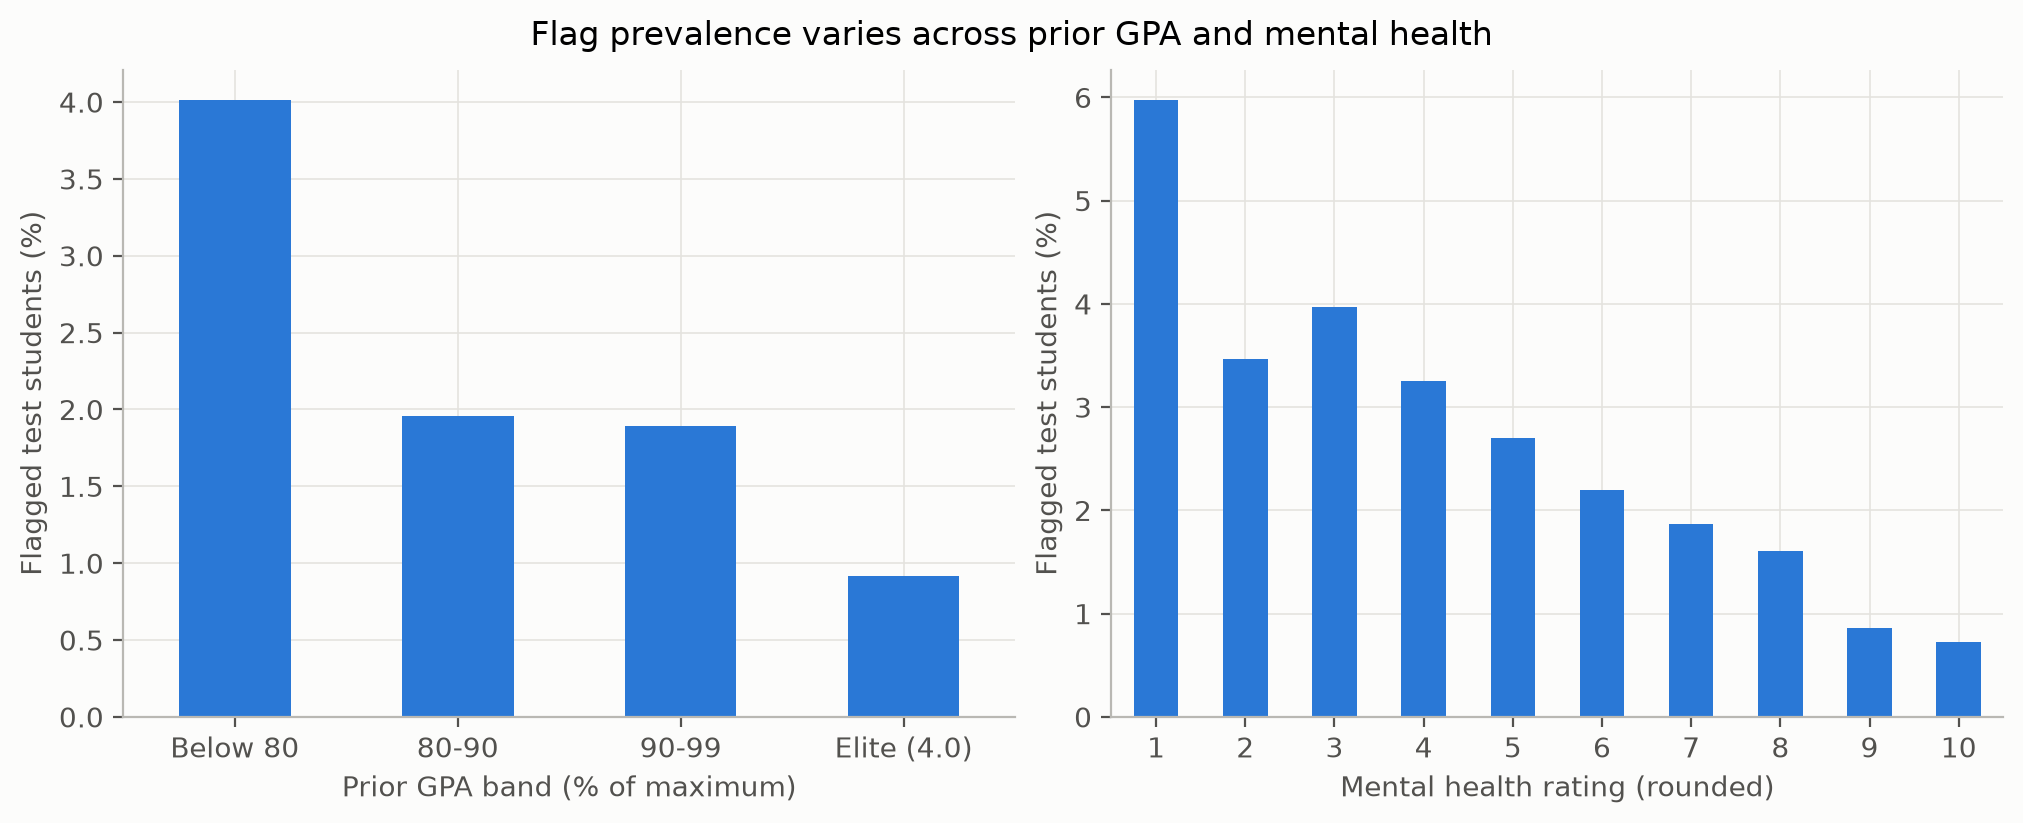 Flag prevalence varies across prior GPA and mental health
Flagged test students (%)
4.0
3.5
3.0
2.5
2.0
1.5
1.0
0.5
0.0
Below 80 80-90 90-99 Elite (4.0)
Prior GPA band (% of maximum)
Flagged test students (%)
6
5
4
3
2
1
0
1 2 3 4 5 6 7 8 9 10
Mental health rating (rounded)